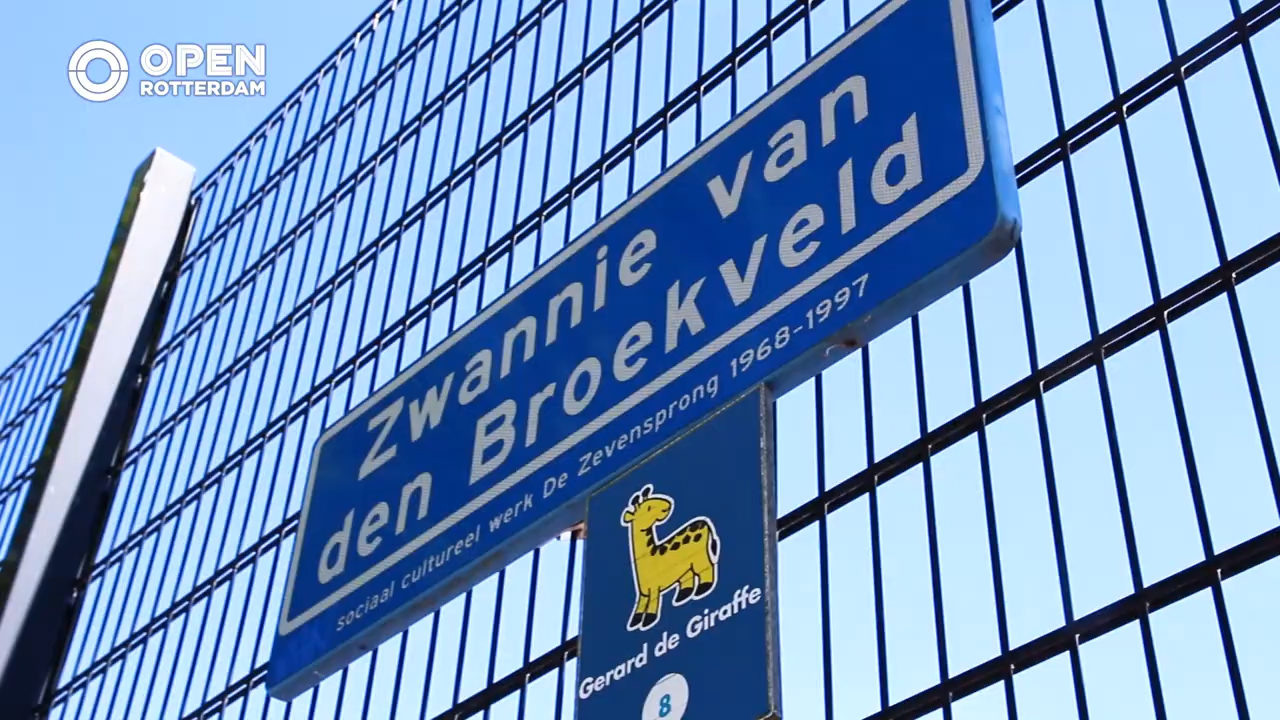 OPEN
ROTTERDAM
Zwannie van
den Broekveld
sociaal cultureel werk De Zevensprong 1968-1997
Gerard de Giraffe
8